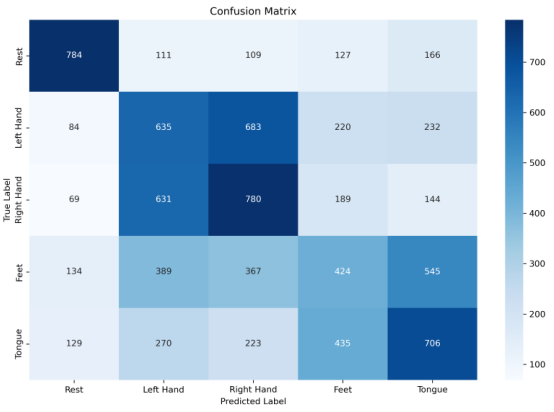 Confusion Matrix
Rest 784 111 109 127 166
Left Hand 84 635 683 220 232
Right Hand 69 631 780 189 144
Feet 134 389 367 424 545
Tongue 129 270 223 435 706
Rest Left Hand Right Hand Feet Tongue
Predicted Label
True Label
700
600
500
400
300
200
100